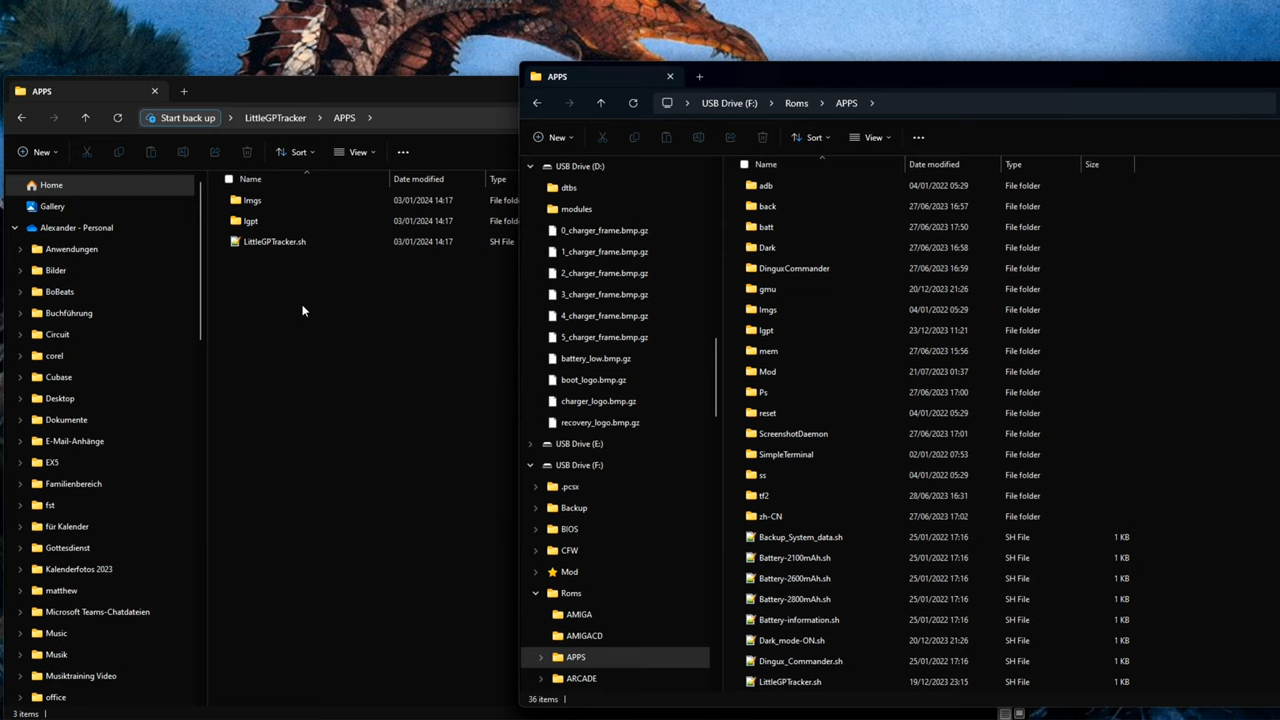 APPS
Start back up
LittleGPTracker
APPS
New
Sort
View
Home
Gallery
Alexander - Personal
Anwendungen
Bilder
BoBeats
Buchführung
Circuit
corel
Cubase
Desktop
Dokumente
E-Mail-Anhänge
EX5
Familienbereich
fst
für Kalender
Gottesdienst
Kalenderfotos 2023
matthew
Microsoft Teams-Chatdateien
Music
Musik
Musiktraining Video
office
3 items
Name Date modified Type
Imgs 03/01/2024 14:17 File fold
lgpt 03/01/2024 14:17 File fold
LittleGPTracker.sh 03/01/2024 14:17 SH File
APPS
USB Drive (F:)
Roms
APPS
New
Sort
View
USB Drive (D:)
dtbs
modules
0_charger_frame.bmp.gz
1_charger_frame.bmp.gz
2_charger_frame.bmp.gz
3_charger_frame.bmp.gz
4_charger_frame.bmp.gz
5_charger_frame.bmp.gz
battery_low.bmp.gz
boot_logo.bmp.gz
charger_logo.bmp.gz
recovery_logo.bmp.gz
USB Drive (E:)
USB Drive (F:)
.pcsx
Backup
BIOS
CFW
Mod
Roms
AMIGA
AMIGACD
APPS
ARCADE
36 items
Name Date modified Type Size
adb 04/01/2022 05:29 File folder
back 27/06/2023 16:57 File folder
batt 27/06/2023 17:50 File folder
Dark 27/06/2023 16:58 File folder
DinguxCommander 27/06/2023 16:59 File folder
gmu 20/12/2023 21:26 File folder
Imgs 04/01/2022 05:29 File folder
lgpt 23/12/2023 11:21 File folder
mem 27/06/2023 15:56 File folder
Mod 21/07/2023 01:37 File folder
Ps 27/06/2023 17:00 File folder
reset 04/01/2022 05:29 File folder
ScreenshotDaemon 27/06/2023 17:01 File folder
SimpleTerminal 02/01/2022 07:53 File folder
ss 04/01/2022 05:29 File folder
tf2 28/06/2023 16:31 File folder
zh-CN 27/06/2023 17:02 File folder
Backup_System_data.sh 25/01/2022 17:16 SH File 1 KB
Battery-2100mAh.sh 25/01/2022 17:16 SH File 1 KB
Battery-2600mAh.sh 25/01/2022 17:16 SH File 1 KB
Battery-2800mAh.sh 25/01/2022 17:16 SH File 1 KB
Battery-information.sh 25/01/2022 17:16 SH File 1 KB
Dark_mode-ON.sh 20/12/2023 21:26 SH File 1 KB
Dingux_Commander.sh 25/01/2022 17:16 SH File 1 KB
LittleGPTracker.sh 19/12/2023 23:15 SH File 1 KB